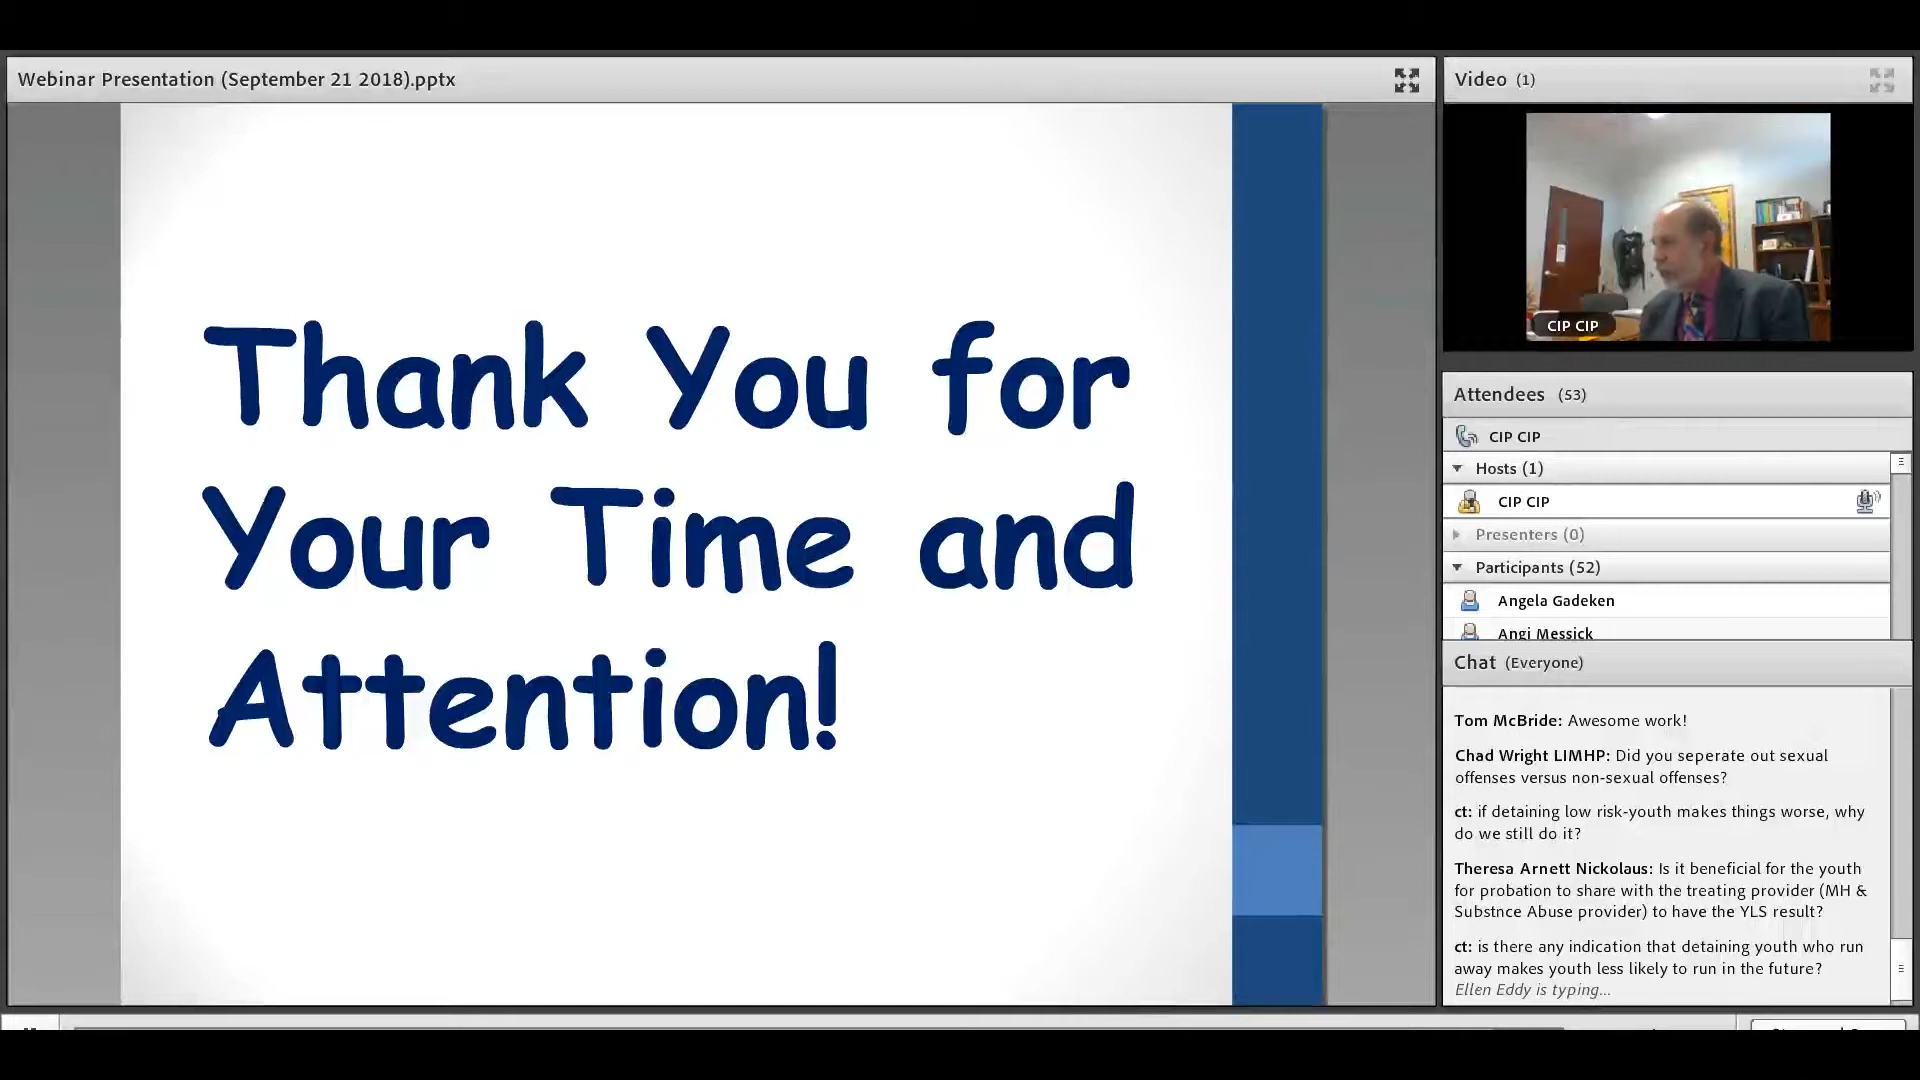 Webinar Presentation (September 21 2018).pptx
Thank You for
Your Time and
Attention!
Video (1)
CIP CIP
Attendees (53)
CIP CIP
Hosts (1)
CIP CIP
Presenters (0)
Participants (52)
Angela Gadeken
Angi Messick
Chat (Everyone)
Tom McBride: Awesome work!
Chad Wright LIMHP: Did you seperate out sexual
offenses versus non-sexual offenses?
ct: if detaining low risk-youth makes things worse, why
do we still do it?
Theresa Arnett Nickolaus: Is it beneficial for the youth
for probation to share with the treating provider (MH &
Substnce Abuse provider) to have the YLS result?
ct: is there any indication that detaining youth who run
away makes youth less likely to run in the future?
Ellen Eddy is typing...